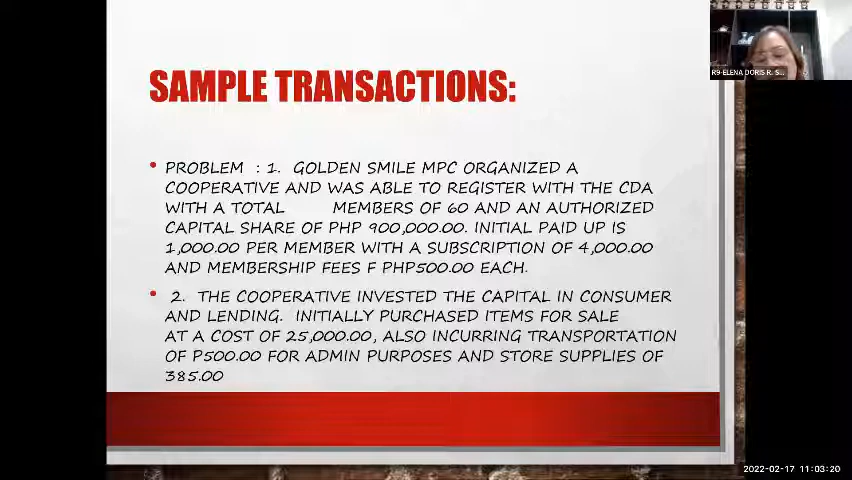 R9-ELENA DORIS R. S...
SAMPLE TRANSACTIONS:
• PROBLEM : 1. GOLDEN SMILE MPC ORGANIZED A
COOPERATIVE AND WAS ABLE TO REGISTER WITH THE CDA
WITH A TOTAL MEMBERS OF 60 AND AN AUTHORIZED
CAPITAL SHARE OF PHP 900,000.00. INITIAL PAID UP IS
1,000.00 PER MEMBER WITH A SUBSCRIPTION OF 4,000.00
AND MEMBERSHIP FEES F PHP500.00 EACH.
• 2. THE COOPERATIVE INVESTED THE CAPITAL IN CONSUMER
AND LENDING. INITIALLY PURCHASED ITEMS FOR SALE
AT A COST OF 25,000.00, ALSO INCURRING TRANSPORTATION
OF P500.00 FOR ADMIN PURPOSES AND STORE SUPPLIES OF
385.00
2022-02-17 11:03:20